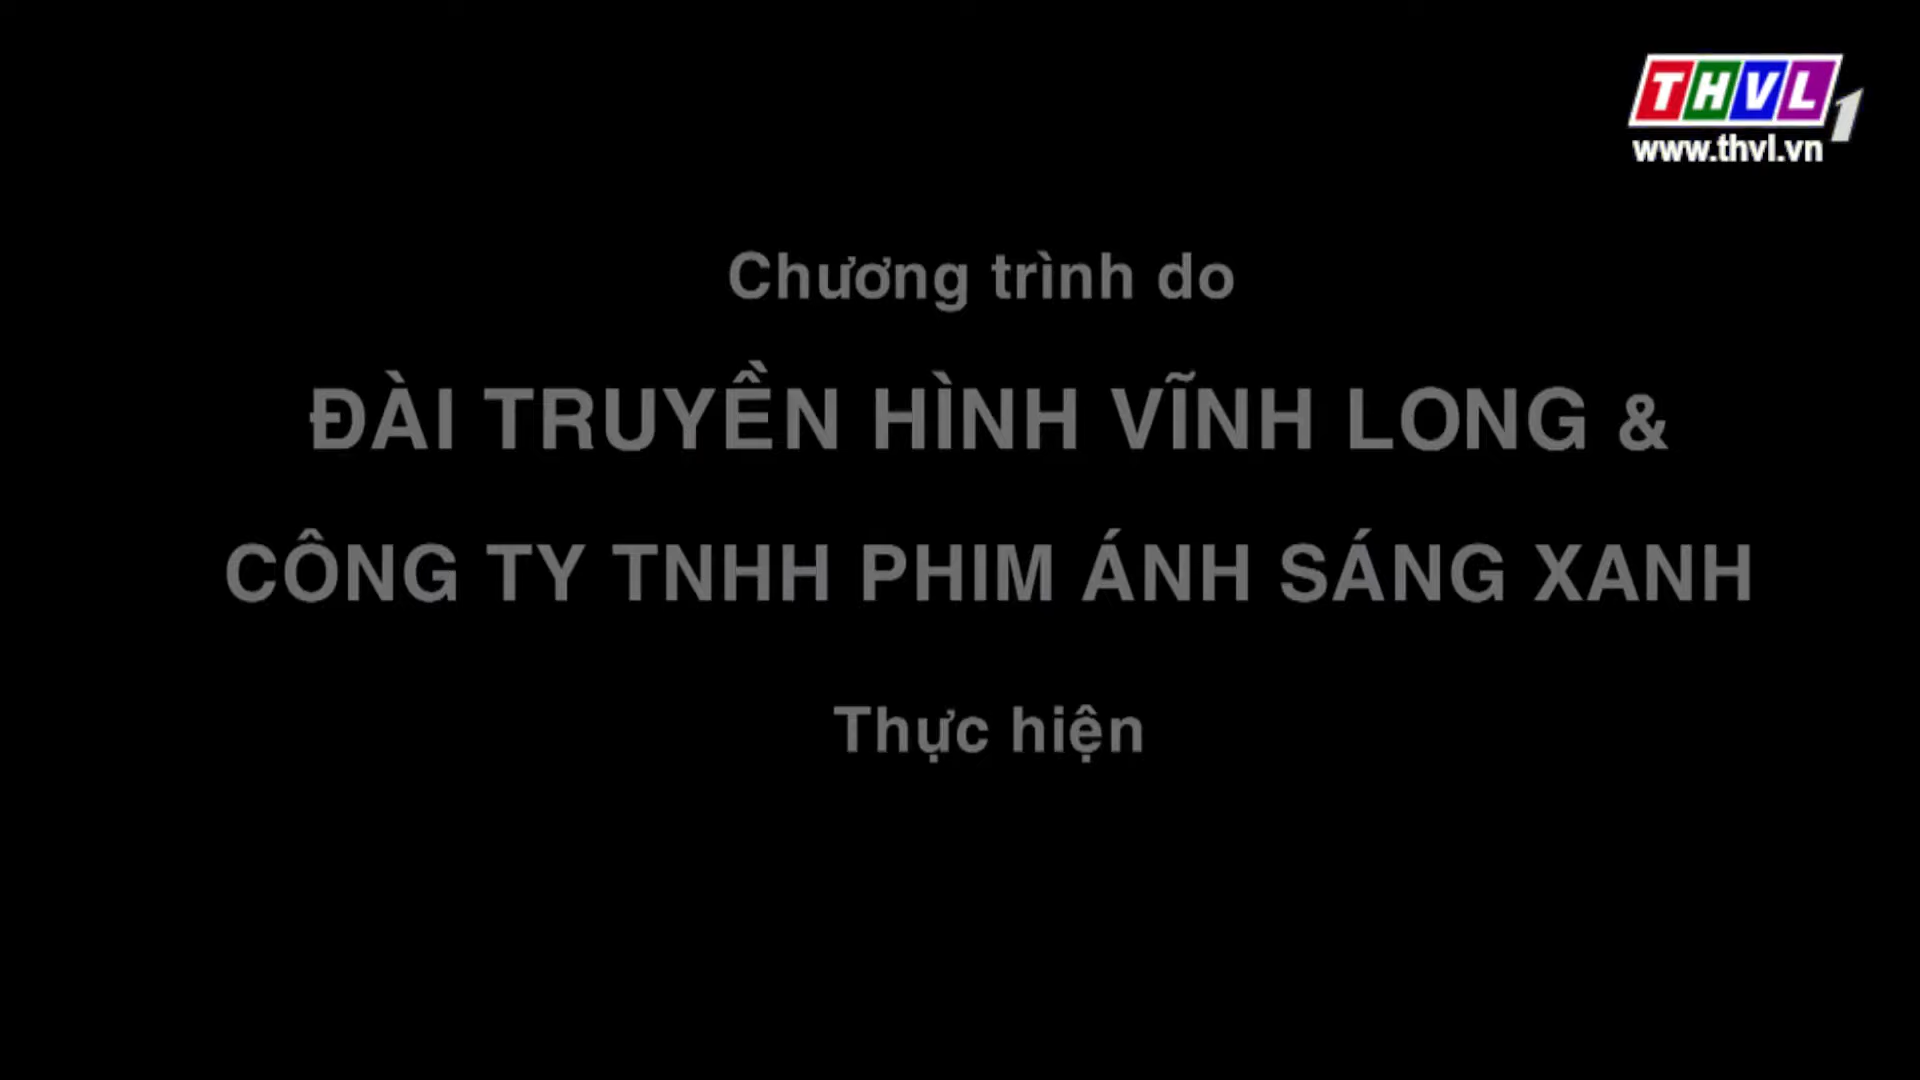 THVL1
www.thvl.vn
Chương trình do
ĐÀI TRUYỀN HÌNH VĨNH LONG &
CÔNG TY TNHH PHIM ÁNH SÁNG XANH
Thực hiện